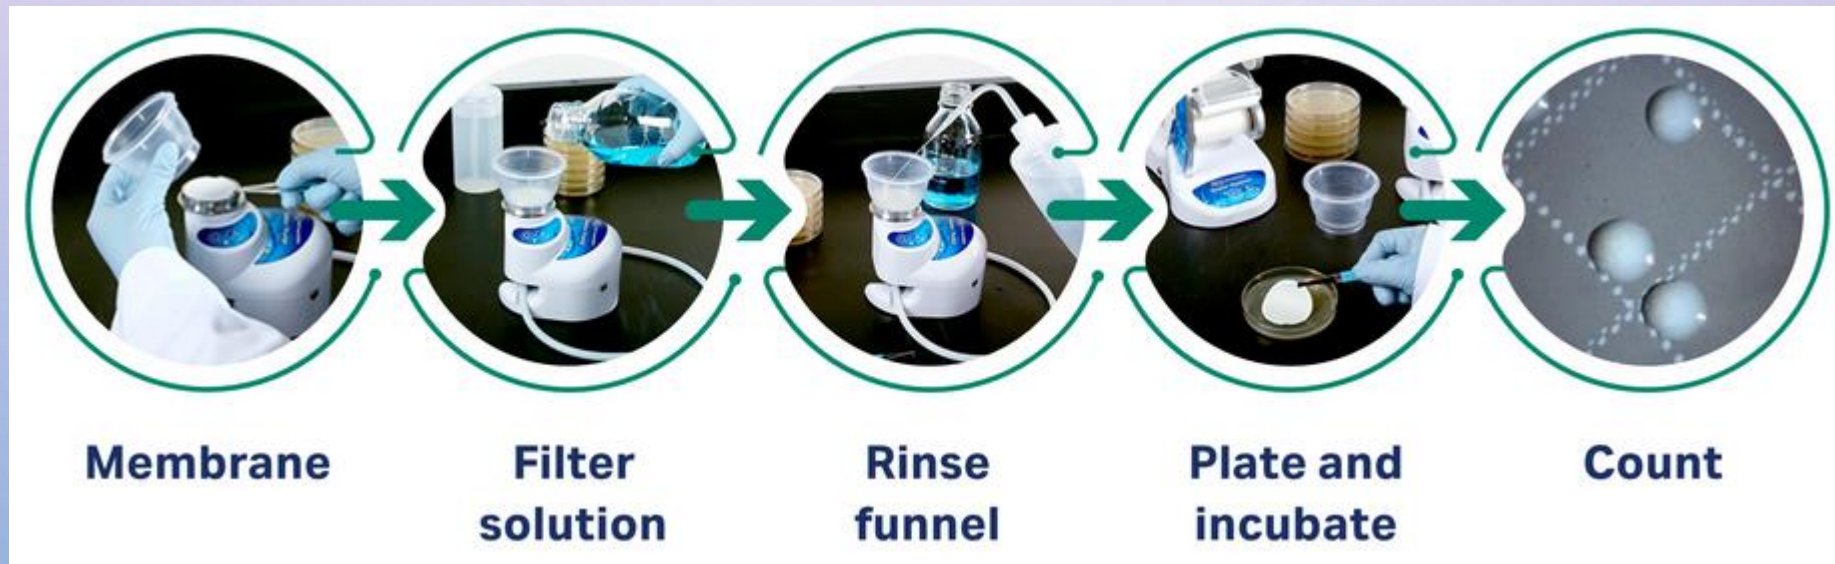 Membrane
Filter
solution
Rinse
funnel
Plate and
incubate
Count